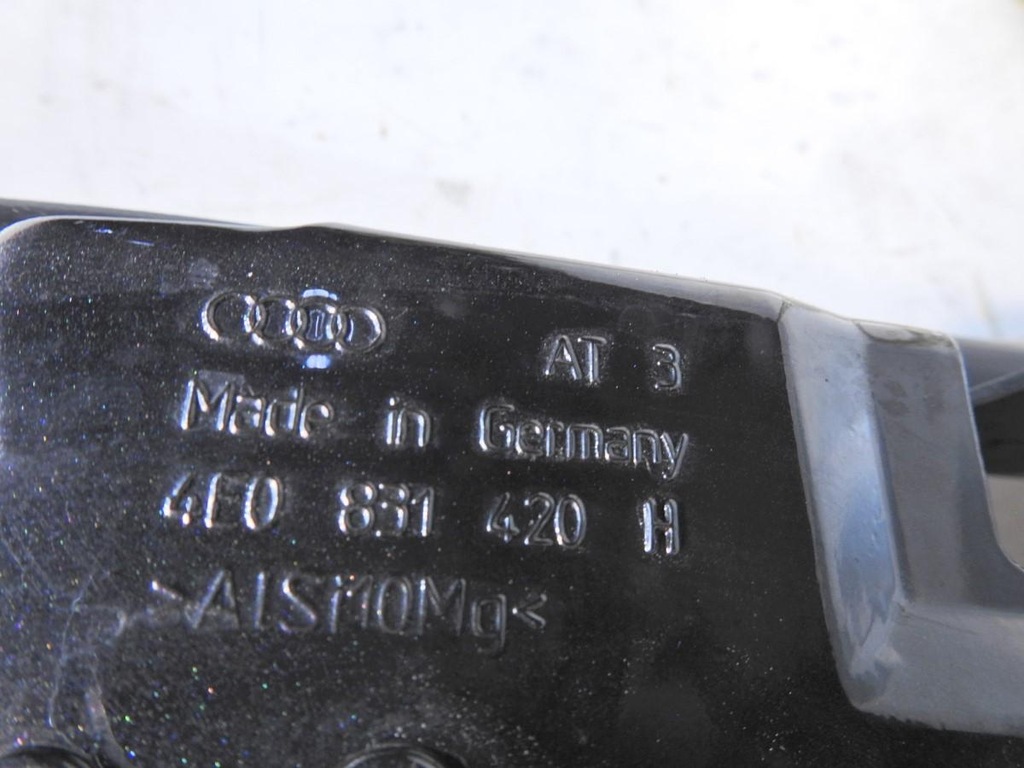 AT 3
Made in Germany
4E0 831 420 H
>AlSi10Mg<